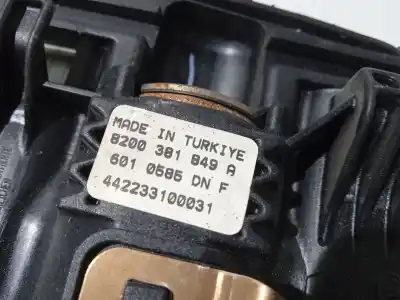 MADE IN TURKIYE
8200 381 849 A
601 0585 DN F
442233100031